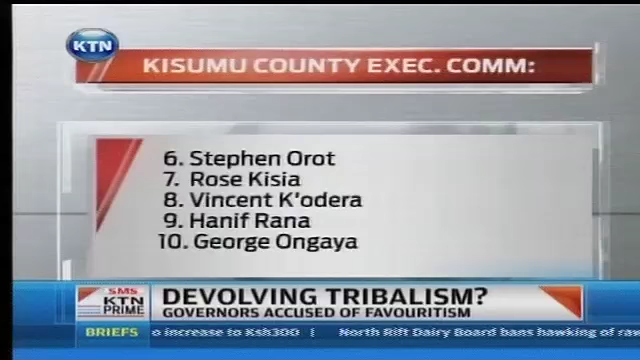 KTN
KISUMU COUNTY EXEC. COMM:
6. Stephen Orot
7. Rose Kisia
8. Vincent K'odera
9. Hanif Rana
10. George Ongaya
SMS
KTN
PRIME
DEVOLVING TRIBALISM?
GOVERNORS ACCUSED OF FAVOURITISM
BRIEFS
o increase to Ksh300 | North Rift Dairy Board bans hawking of raw